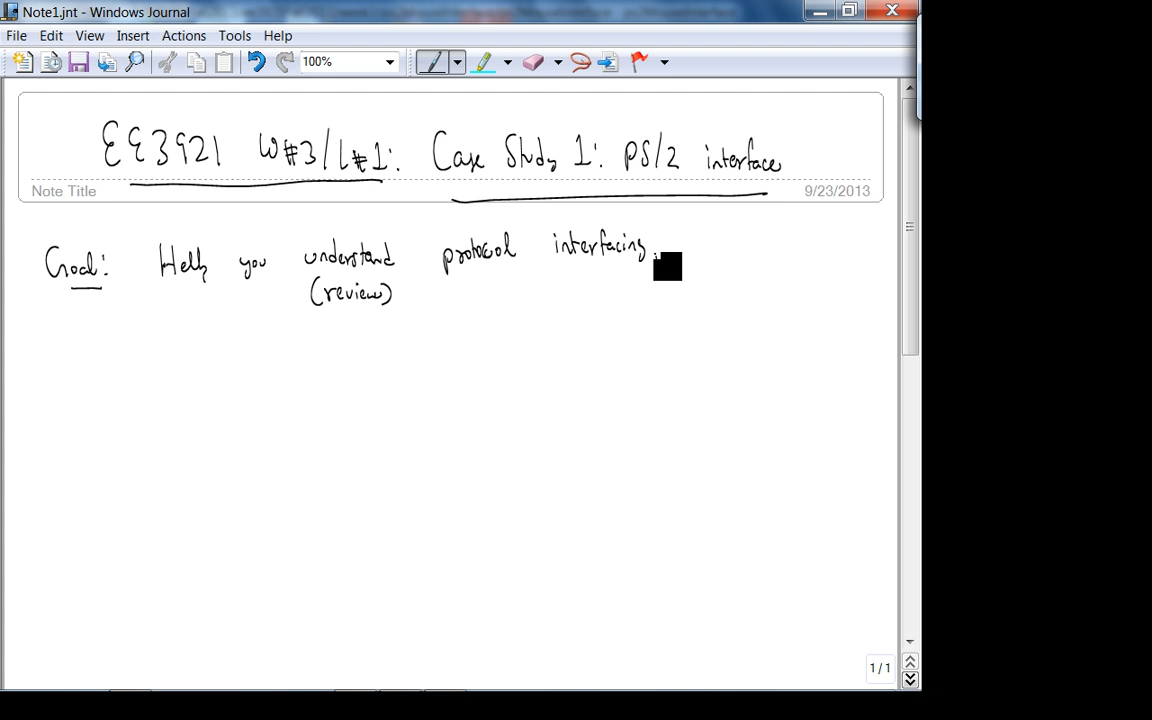 Note1.jnt - Windows Journal
File Edit View Insert Actions Tools Help
100%
EE3921 W#3/L#1: Case Study 1: PS/2 interface
Note Title 9/23/2013
Goal: Help you understand protocol interfacing
(review)
1/1